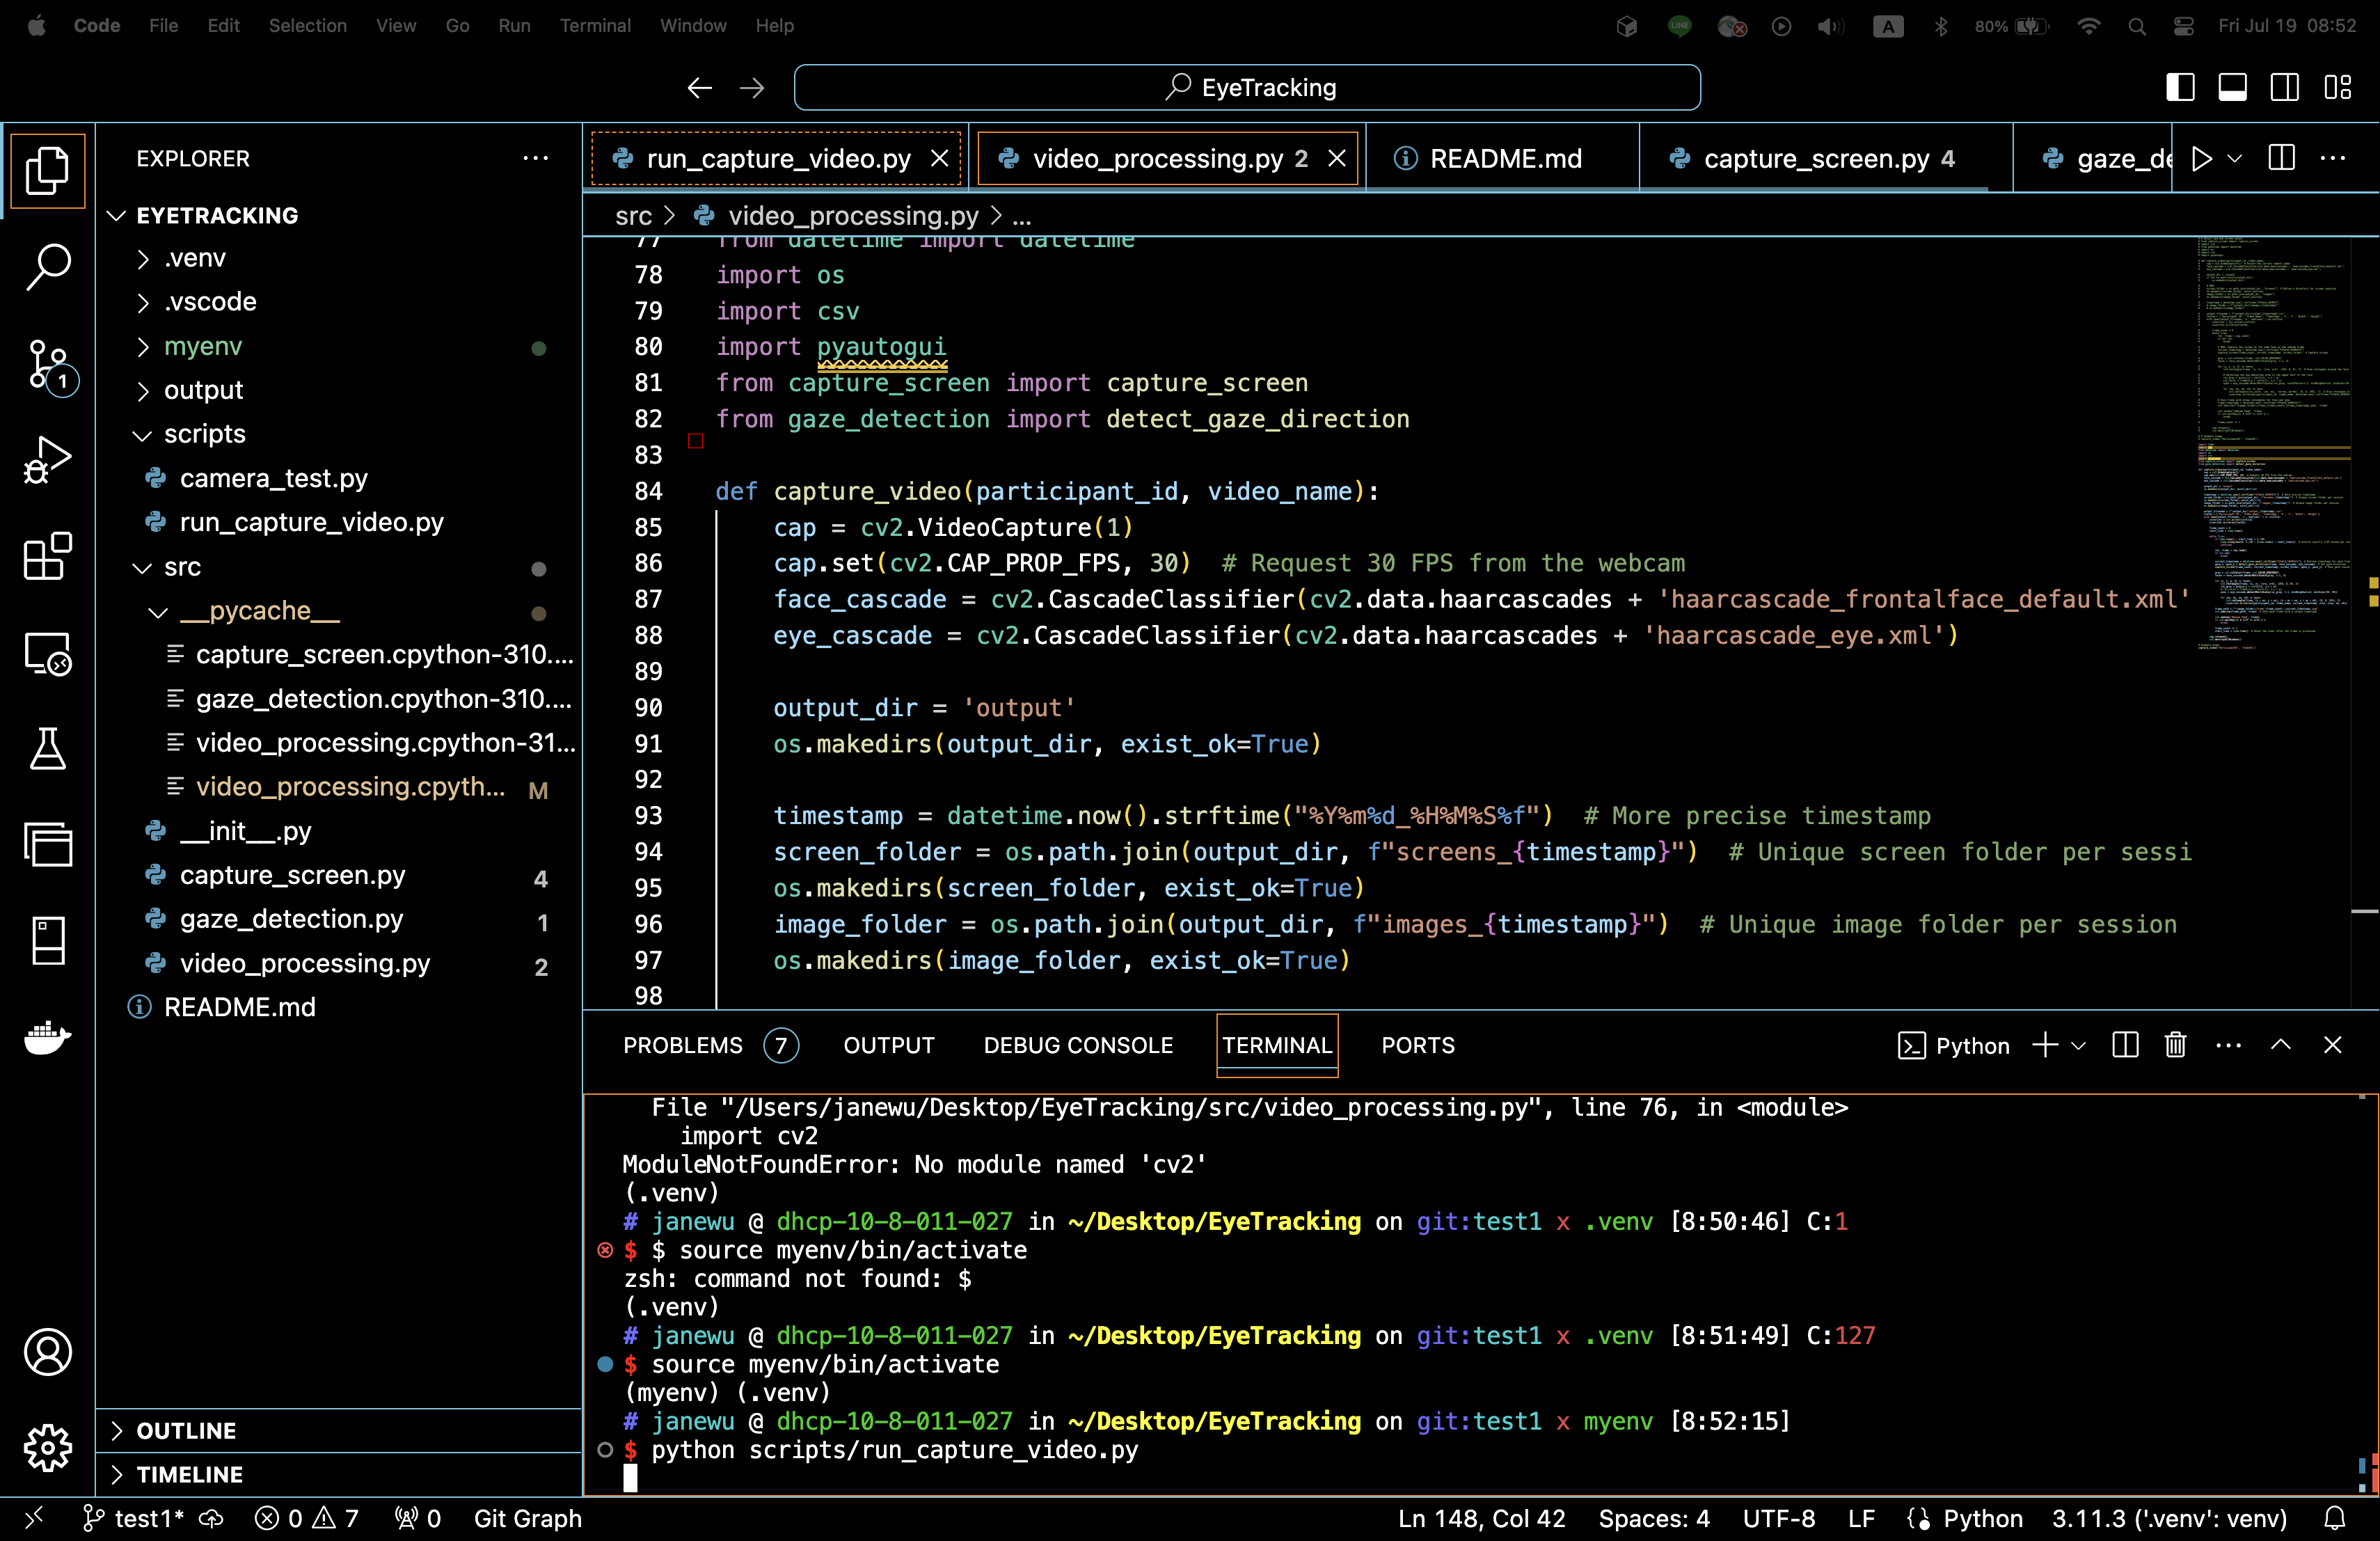 Code File Edit Selection View Go Run Terminal Window Help
LINE A 80% Fri Jul 19 08:52
EyeTracking
EXPLORER
EYETRACKING
.venv
.vscode
myenv
output
scripts
camera_test.py
run_capture_video.py
src
__pycache__
capture_screen.cpython-310....
gaze_detection.cpython-310....
video_processing.cpython-31...
video_processing.cpyth... M
__init__.py
capture_screen.py 4
gaze_detection.py 1
video_processing.py 2
README.md
OUTLINE
TIMELINE
1
run_capture_video.py
video_processing.py 2
README.md
capture_screen.py 4
gaze_de
src > video_processing.py > ...
77 from datetime import datetime
78 import os
79 import csv
80 import pyautogui
81 from capture_screen import capture_screen
82 from gaze_detection import detect_gaze_direction
83
84 def capture_video(participant_id, video_name):
85 cap = cv2.VideoCapture(1)
86 cap.set(cv2.CAP_PROP_FPS, 30)  # Request 30 FPS from the webcam
87 face_cascade = cv2.CascadeClassifier(cv2.data.haarcascades + 'haarcascade_frontalface_default.xml'
88 eye_cascade = cv2.CascadeClassifier(cv2.data.haarcascades + 'haarcascade_eye.xml')
89
90 output_dir = 'output'
91 os.makedirs(output_dir, exist_ok=True)
92
93 timestamp = datetime.now().strftime("%Y%m%d_%H%M%S%f")  # More precise timestamp
94 screen_folder = os.path.join(output_dir, f"screens_{timestamp}")  # Unique screen folder per sessi
95 os.makedirs(screen_folder, exist_ok=True)
96 image_folder = os.path.join(output_dir, f"images_{timestamp}")  # Unique image folder per session
97 os.makedirs(image_folder, exist_ok=True)
98
PROBLEMS 7 OUTPUT DEBUG CONSOLE TERMINAL PORTS
Python
File "/Users/janewu/Desktop/EyeTracking/src/video_processing.py", line 76, in <module>
import cv2
ModuleNotFoundError: No module named 'cv2'
(.venv)
# janewu @ dhcp-10-8-011-027 in ~/Desktop/EyeTracking on git:test1 x .venv [8:50:46] C:1
$ $ source myenv/bin/activate
zsh: command not found: $
(.venv)
# janewu @ dhcp-10-8-011-027 in ~/Desktop/EyeTracking on git:test1 x .venv [8:51:49] C:127
$ source myenv/bin/activate
(myenv) (.venv)
# janewu @ dhcp-10-8-011-027 in ~/Desktop/EyeTracking on git:test1 x myenv [8:52:15]
$ python scripts/run_capture_video.py
test1* 0 7 0 Git Graph
Ln 148, Col 42 Spaces: 4 UTF-8 LF Python 3.11.3 ('.venv': venv)